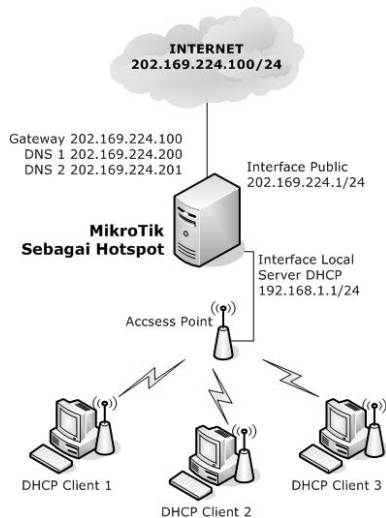 INTERNET
202.169.224.100/24
Gateway 202.169.224.100
DNS 1 202.169.224.200
DNS 2 202.169.224.201
Interface Public
202.169.224.1/24
MikroTik
Sebagai Hotspot
Interface Local
Server DHCP
192.168.1.1/24
Accsess Point
DHCP Client 1
DHCP Client 2
DHCP Client 3